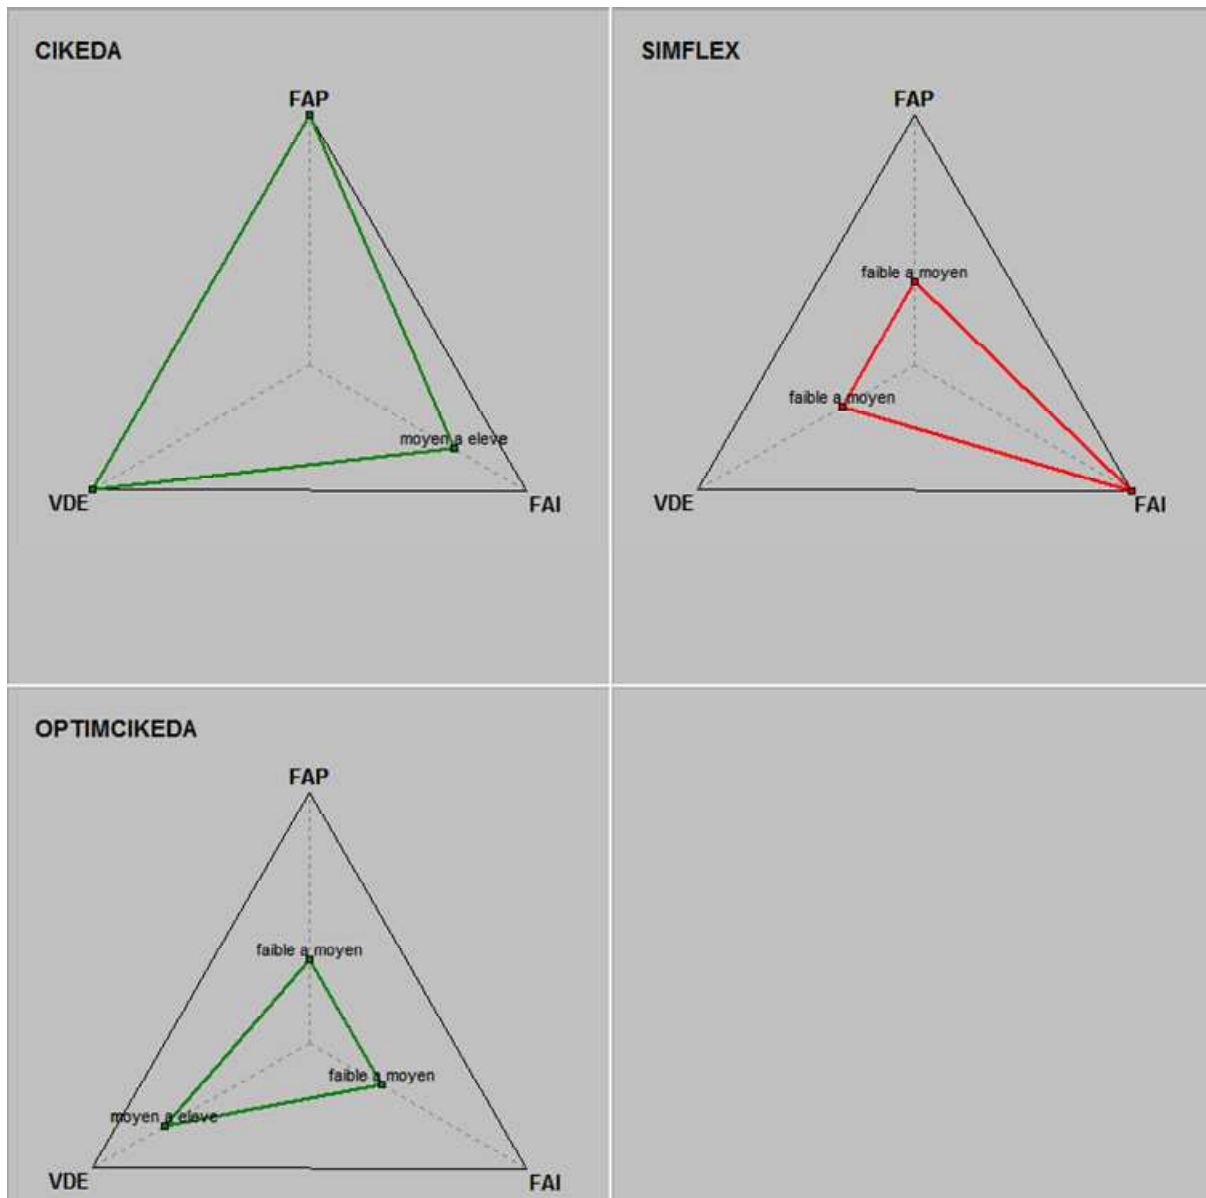 CIKEDA
FAP
moyen a eleve
VDE
FAI
SIMFLEX
FAP
faible a moyen
faible a moyen
VDE
FAI
OPTIMCIKEDA
FAP
faible a moyen
faible a moyen
moyen a eleve
VDE
FAI